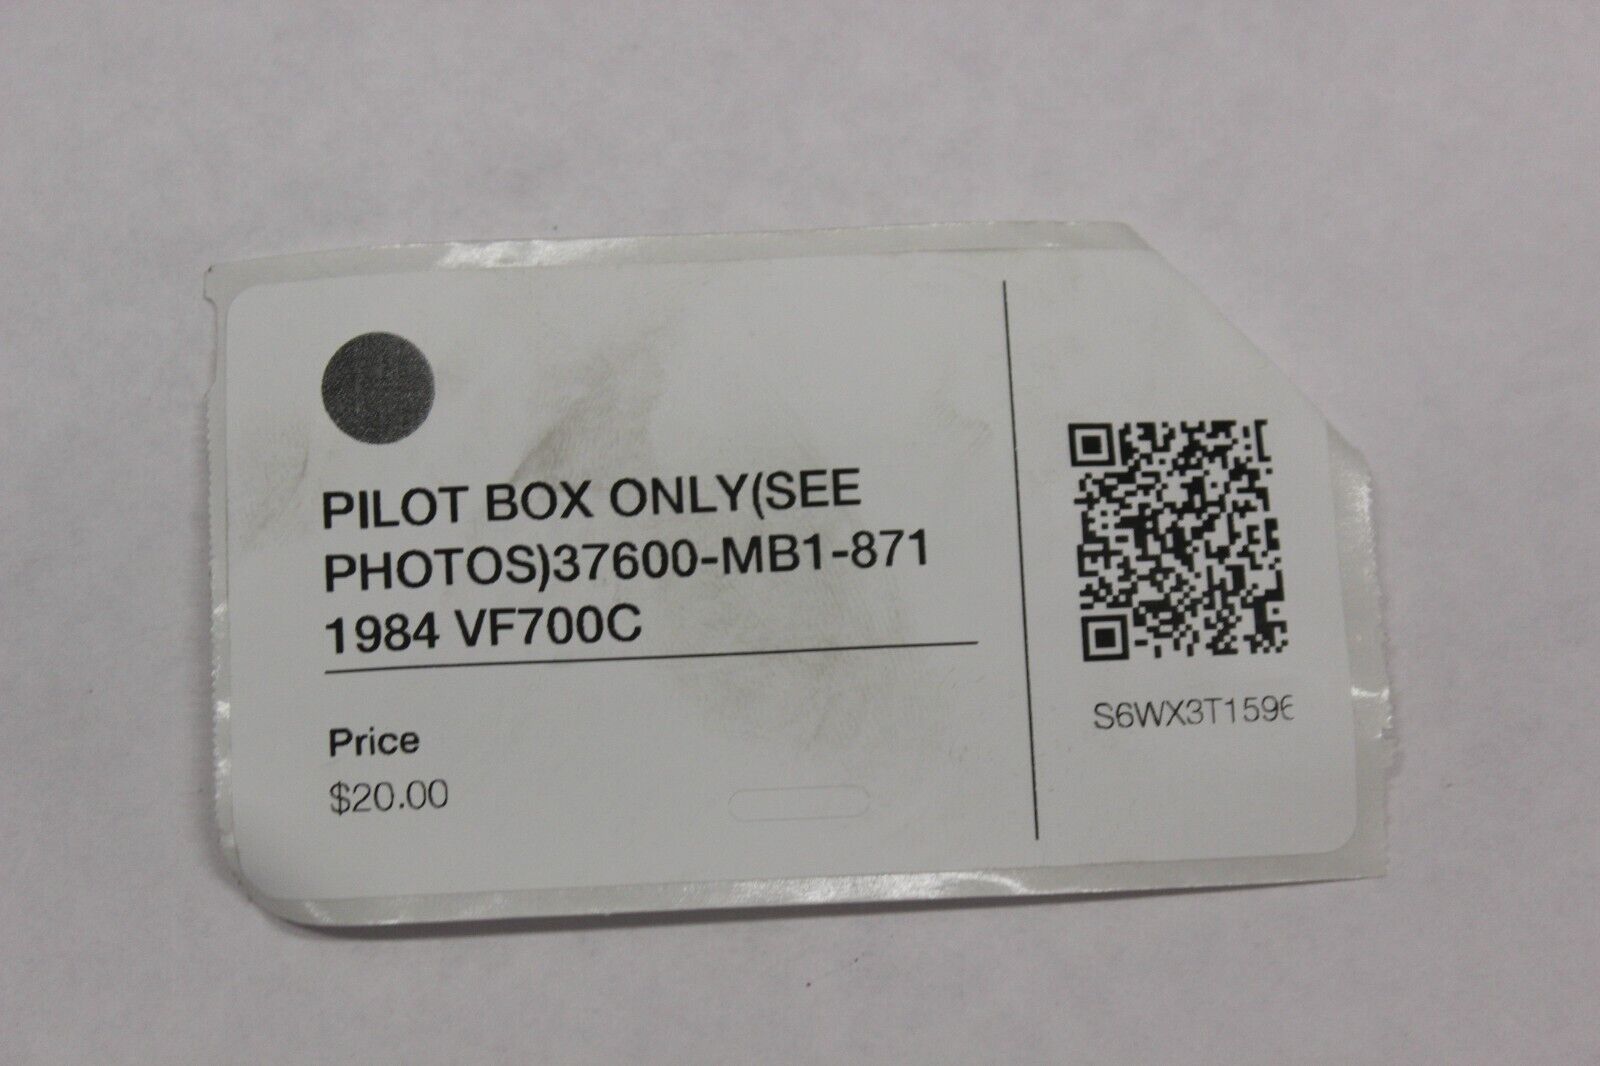 PILOT BOX ONLY(SEE
PHOTOS)37600-MB1-871
1984 VF700C
Price
$20.00
S6WX3T1596